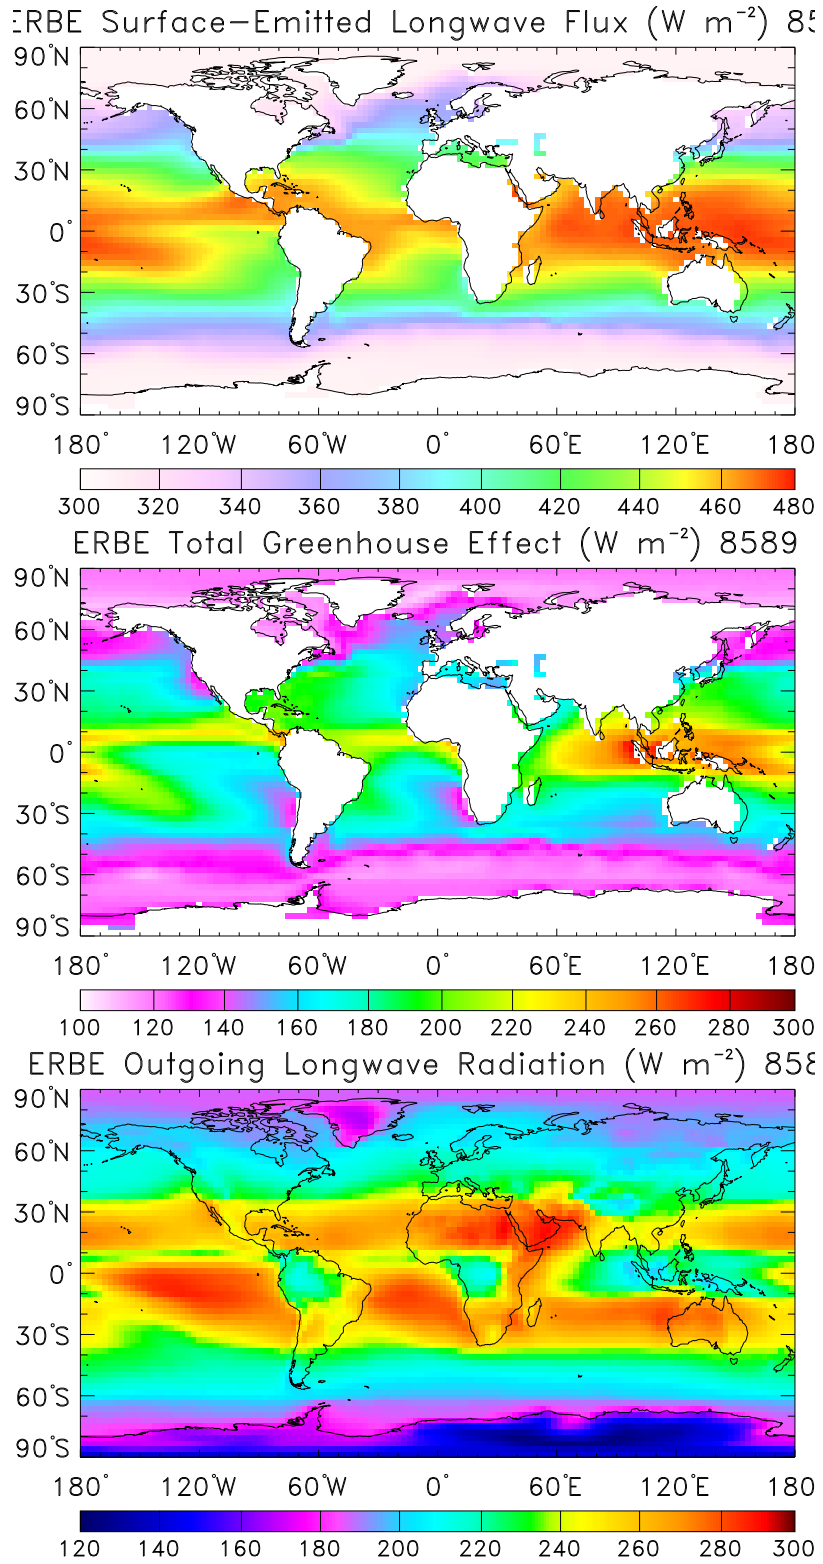 ERBE Surface-Emitted Longwave Flux (W m⁻²) 85
90°N
60°N
30°N
0°
30°S
60°S
90°S
180° 120°W 60°W 0° 60°E 120°E 180
300 320 340 360 380 400 420 440 460 480
ERBE Total Greenhouse Effect (W m⁻²) 8589
90°N
60°N
30°N
0°
30°S
60°S
90°S
180° 120°W 60°W 0° 60°E 120°E 180
100 120 140 160 180 200 220 240 260 280 300
ERBE Outgoing Longwave Radiation (W m⁻²) 858
90°N
60°N
30°N
0°
30°S
60°S
90°S
180° 120°W 60°W 0° 60°E 120°E 180
120 140 160 180 200 220 240 260 280 300